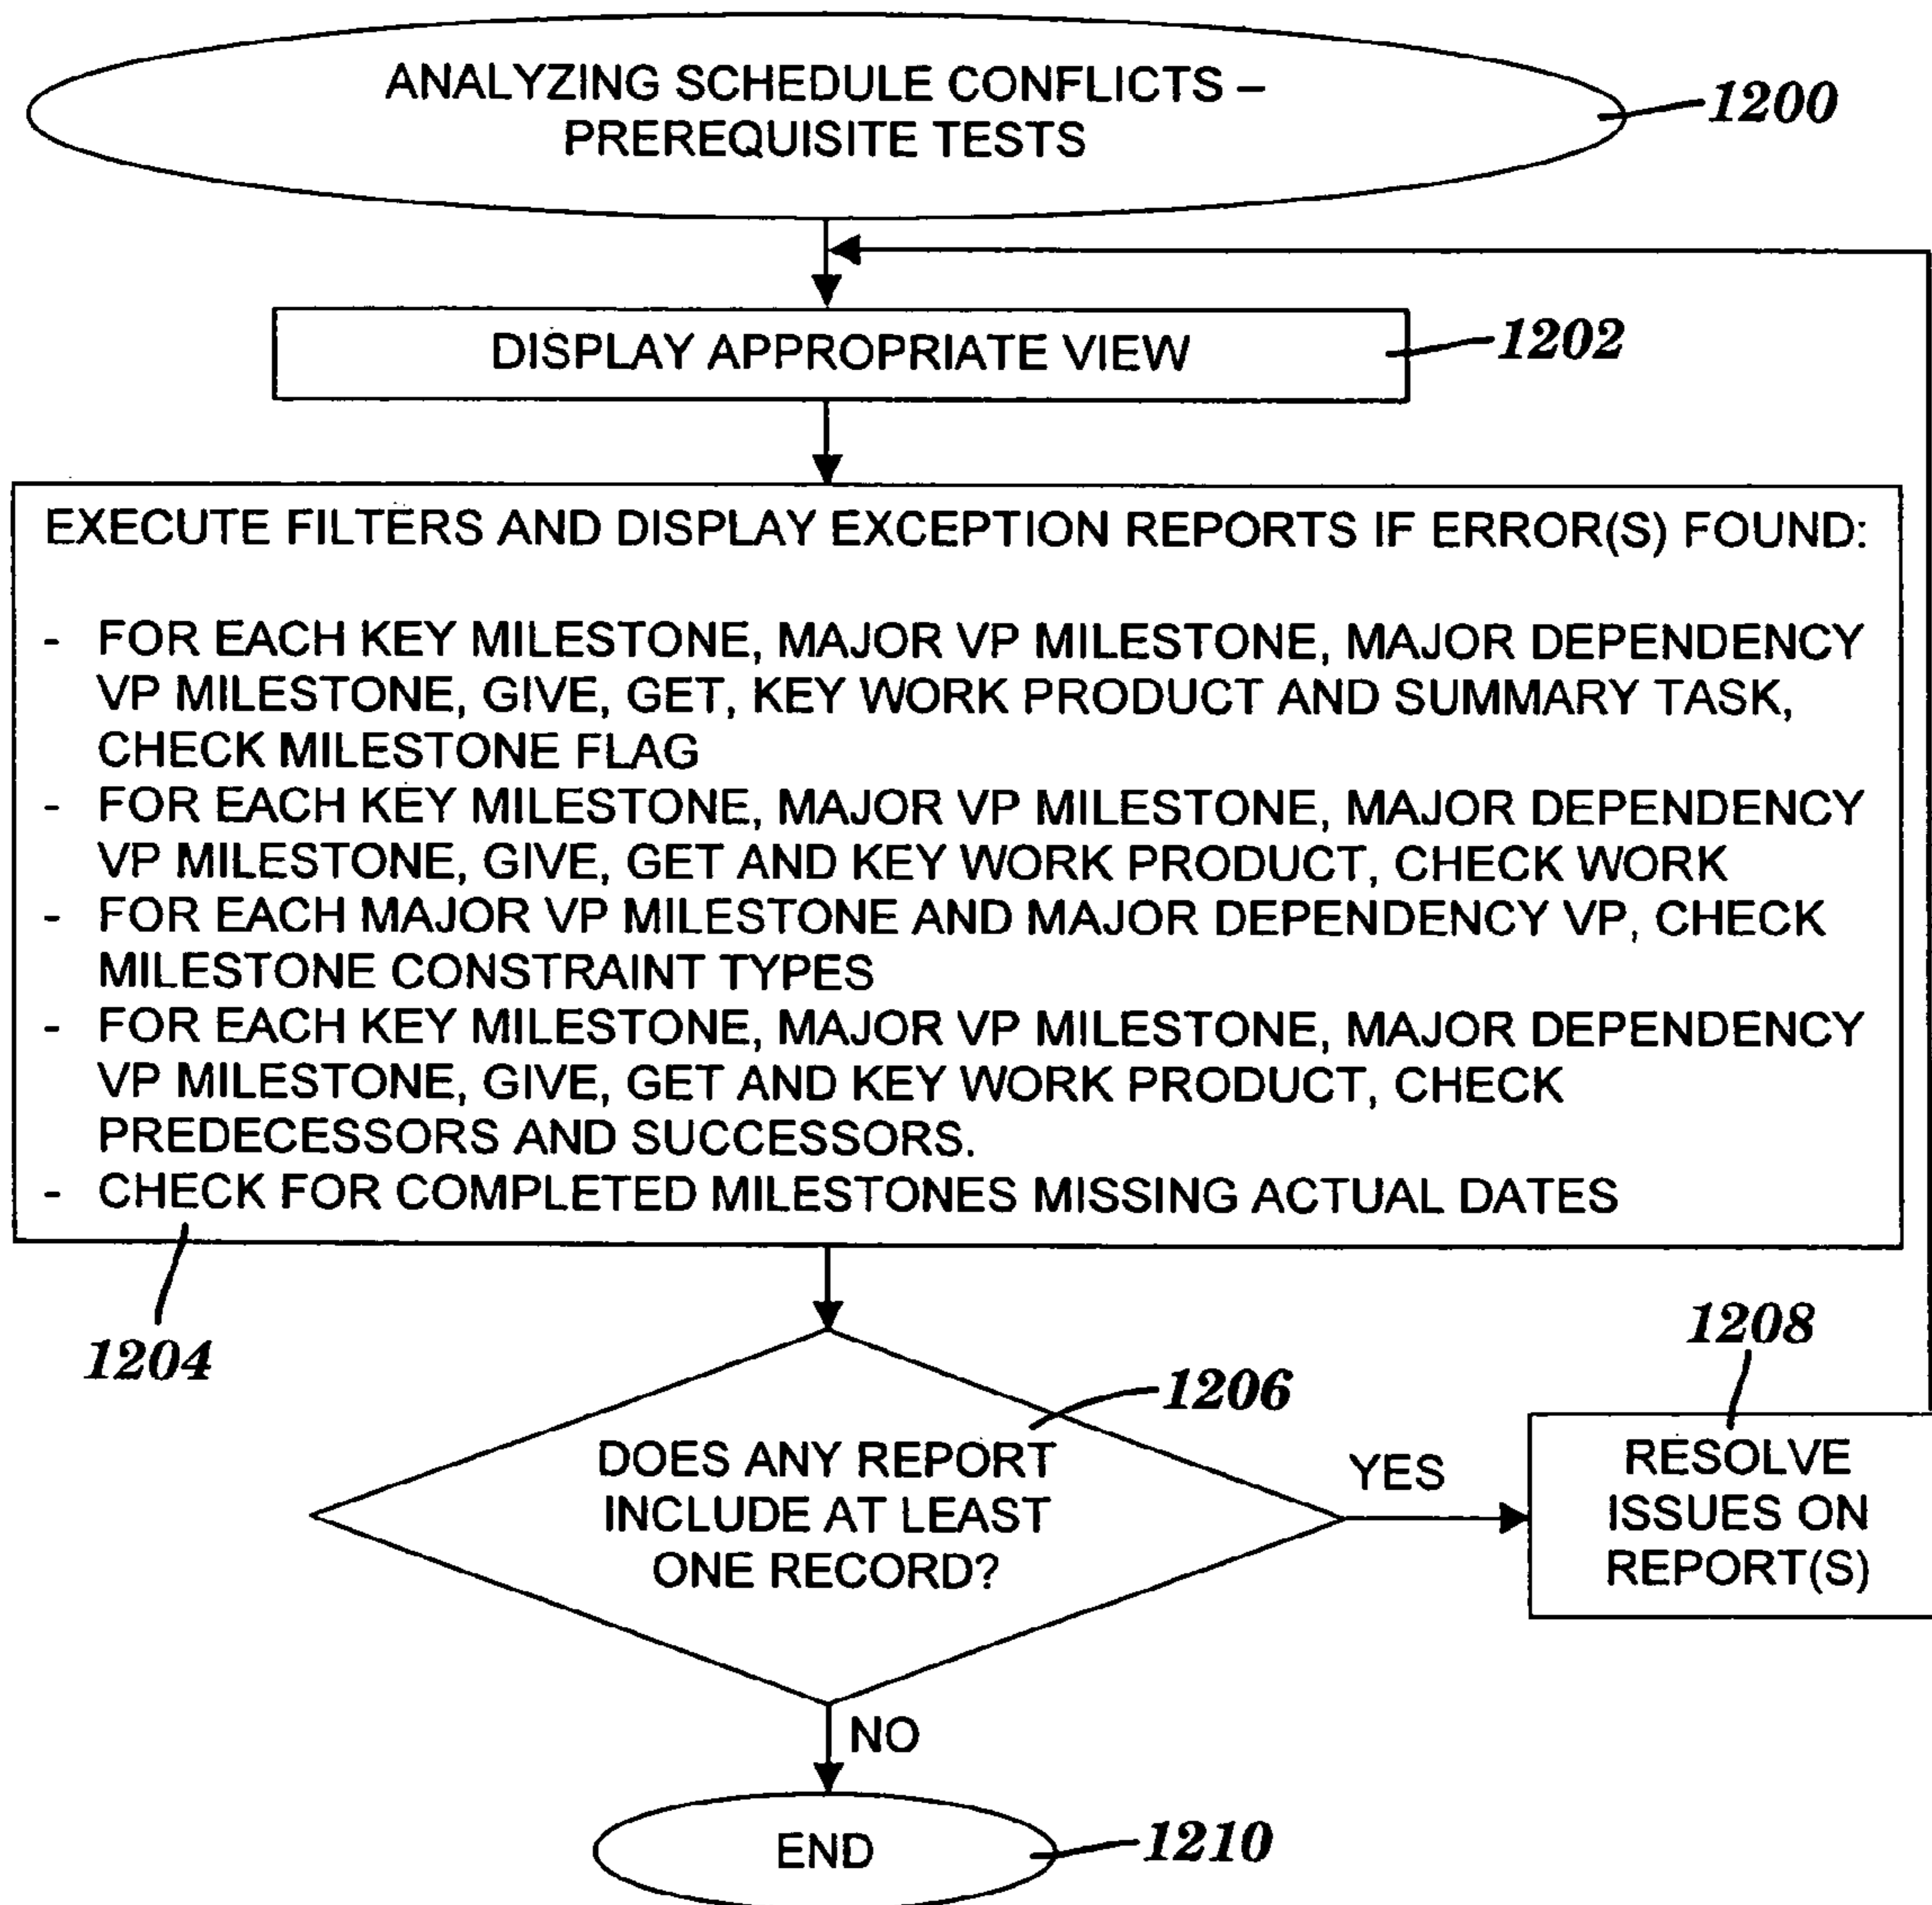 ANALYZING SCHEDULE CONFLICTS –
PREREQUISITE TESTS
1200
DISPLAY APPROPRIATE VIEW
1202
EXECUTE FILTERS AND DISPLAY EXCEPTION REPORTS IF ERROR(S) FOUND:
- FOR EACH KEY MILESTONE, MAJOR VP MILESTONE, MAJOR DEPENDENCY
VP MILESTONE, GIVE, GET, KEY WORK PRODUCT AND SUMMARY TASK,
CHECK MILESTONE FLAG
- FOR EACH KEY MILESTONE, MAJOR VP MILESTONE, MAJOR DEPENDENCY
VP MILESTONE, GIVE, GET AND KEY WORK PRODUCT, CHECK WORK
- FOR EACH MAJOR VP MILESTONE AND MAJOR DEPENDENCY VP, CHECK
MILESTONE CONSTRAINT TYPES
- FOR EACH KEY MILESTONE, MAJOR VP MILESTONE, MAJOR DEPENDENCY
VP MILESTONE, GIVE, GET AND KEY WORK PRODUCT, CHECK
PREDECESSORS AND SUCCESSORS.
- CHECK FOR COMPLETED MILESTONES MISSING ACTUAL DATES
1204
1206
DOES ANY REPORT
INCLUDE AT LEAST
ONE RECORD?
YES
1208
RESOLVE
ISSUES ON
REPORT(S)
NO
END
1210